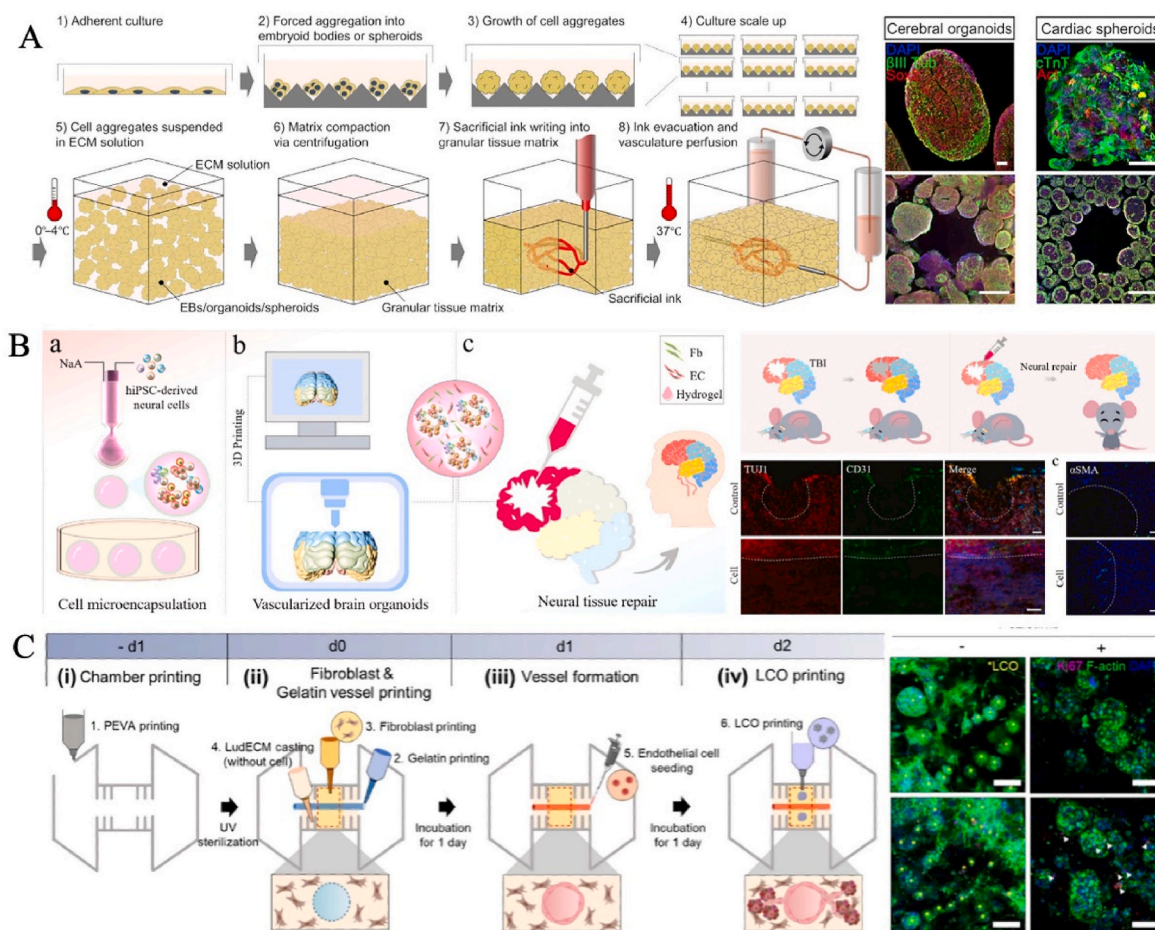 A
1) Adherent culture
2) Forced aggregation into
embryoid bodies or spheroids
3) Growth of cell aggregates
4) Culture scale up
5) Cell aggregates suspended
in ECM solution
6) Matrix compaction
via centrifugation
7) Sacrificial ink writing into
granular tissue matrix
8) Ink evacuation and
vasculature perfusion
ECM solution
0°–4°C
37°C
EBs/organoids/spheroids
Granular tissue matrix
Sacrificial ink
Cerebral organoids
DAPI
βIII Tub
Cardiac spheroids
DAPI
cTnT
B
a
NaA
hiPSC-derived
neural cells
Cell microencapsulation
b
3D Printing
Vascularized brain organoids
c
Fb
EC
Hydrogel
Neural tissue repair
TBI
Neural repair
TUJ1
CD31
Merge
c
αSMA
Control
Cell
Control
Cell
C
- d1
d0
d1
d2
(i) Chamber printing
(ii) Fibroblast &
Gelatin vessel printing
(iii) Vessel formation
(iv) LCO printing
1. PEVA printing
3. Fibroblast printing
4. LudECM casting
(without cell)
2. Gelatin printing
5. Endothelial cell
seeding
6. LCO printing
UV
sterilization
Incubation
for 1 day
Incubation
for 1 day
-
+
*LCO
Ki67 F-actin DAPI